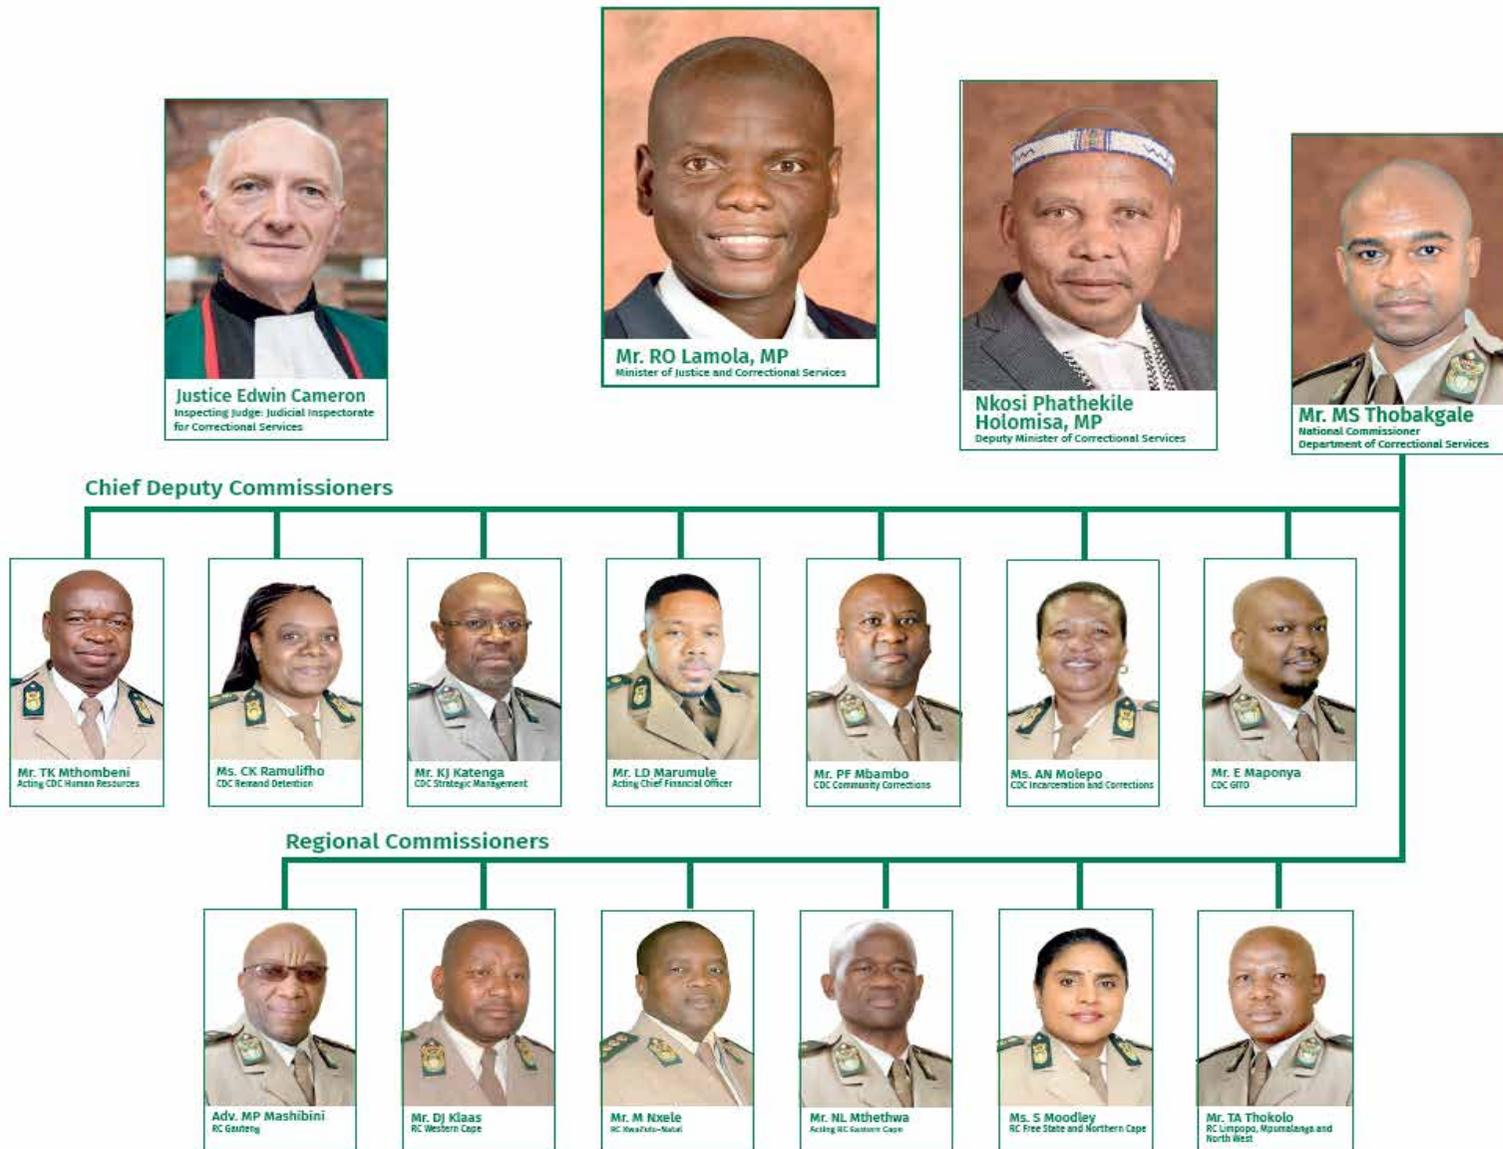 Mr. RO Lamola, MP
Minister of Justice and Correctional Services
Justice Edwin Cameron
Inspecting Judge: Judicial Inspectorate
for Correctional Services
Nkosi Phathekile
Holomisa, MP
Deputy Minister of Correctional Services
Mr. MS Thobakgale
National Commissioner
Department of Correctional Services
Chief Deputy Commissioners
Mr. TK Mthombeni
Acting CDC Human Resources
Ms. CK Ramulifho
CDC Remand Detention
Mr. KJ Katenga
CDC Strategic Management
Mr. LD Marumule
Acting Chief Financial Officer
Mr. PF Mbambo
CDC Community Corrections
Ms. AN Molepo
CDC Incarceration and Corrections
Mr. E Maponya
CDC GITO
Regional Commissioners
Adv. MP Mashibini
RC Gauteng
Mr. DJ Klaas
RC Western Cape
Mr. M Nxele
RC KwaZulu-Natal
Mr. NL Mthethwa
Acting RC Eastern Cape
Ms. S Moodley
RC Free State and Northern Cape
Mr. TA Thokolo
RC Limpopo, Mpumalanga and
North West